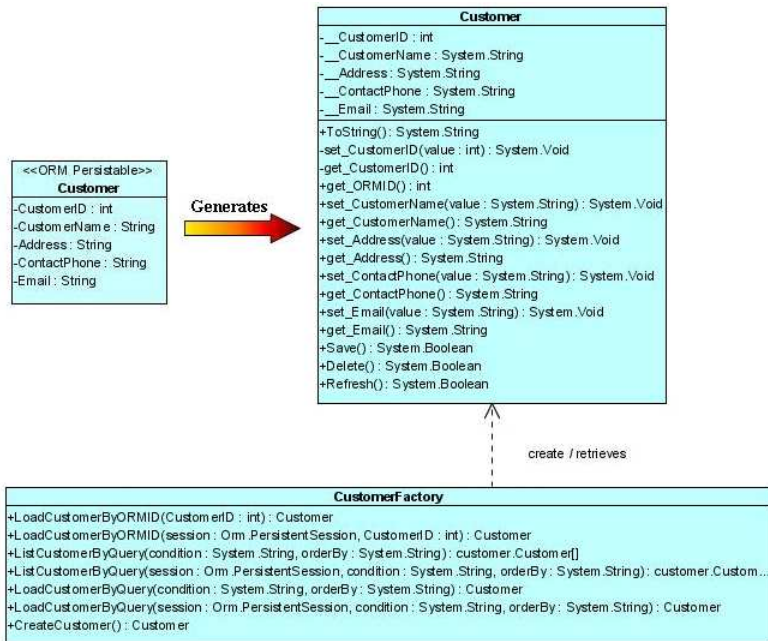 <<ORM Persistable>>
Customer
-CustomerID : int
-CustomerName : String
-Address : String
-ContactPhone : String
-Email : String
Generates
Customer
-__CustomerID : int
-__CustomerName : System.String
-__Address : System.String
-__ContactPhone : System.String
-__Email : System.String
+ToString() : System.String
-set_CustomerID(value : int) : System.Void
-get_CustomerID() : int
+get_ORMID() : int
+set_CustomerName(value : System.String) : System.Void
+get_CustomerName() : System.String
+set_Address(value : System.String) : System.Void
+get_Address() : System.String
+set_ContactPhone(value : System.String) : System.Void
+get_ContactPhone() : System.String
+set_Email(value : System.String) : System.Void
+get_Email() : System.String
+Save() : System.Boolean
+Delete() : System.Boolean
+Refresh() : System.Boolean
create / retrieves
CustomerFactory
+LoadCustomerByORMID(CustomerID : int) : Customer
+LoadCustomerByORMID(session : Orm.PersistentSession, CustomerID : int) : Customer
+ListCustomerByQuery(condition : System.String, orderBy : System.String) : customer.Customer[]
+ListCustomerByQuery(session : Orm.PersistentSession, condition : System.String, orderBy : System.String) : customer.Custom...
+LoadCustomerByQuery(condition : System.String, orderBy : System.String) : Customer
+LoadCustomerByQuery(session : Orm.PersistentSession, condition : System.String, orderBy : System.String) : Customer
+CreateCustomer() : Customer